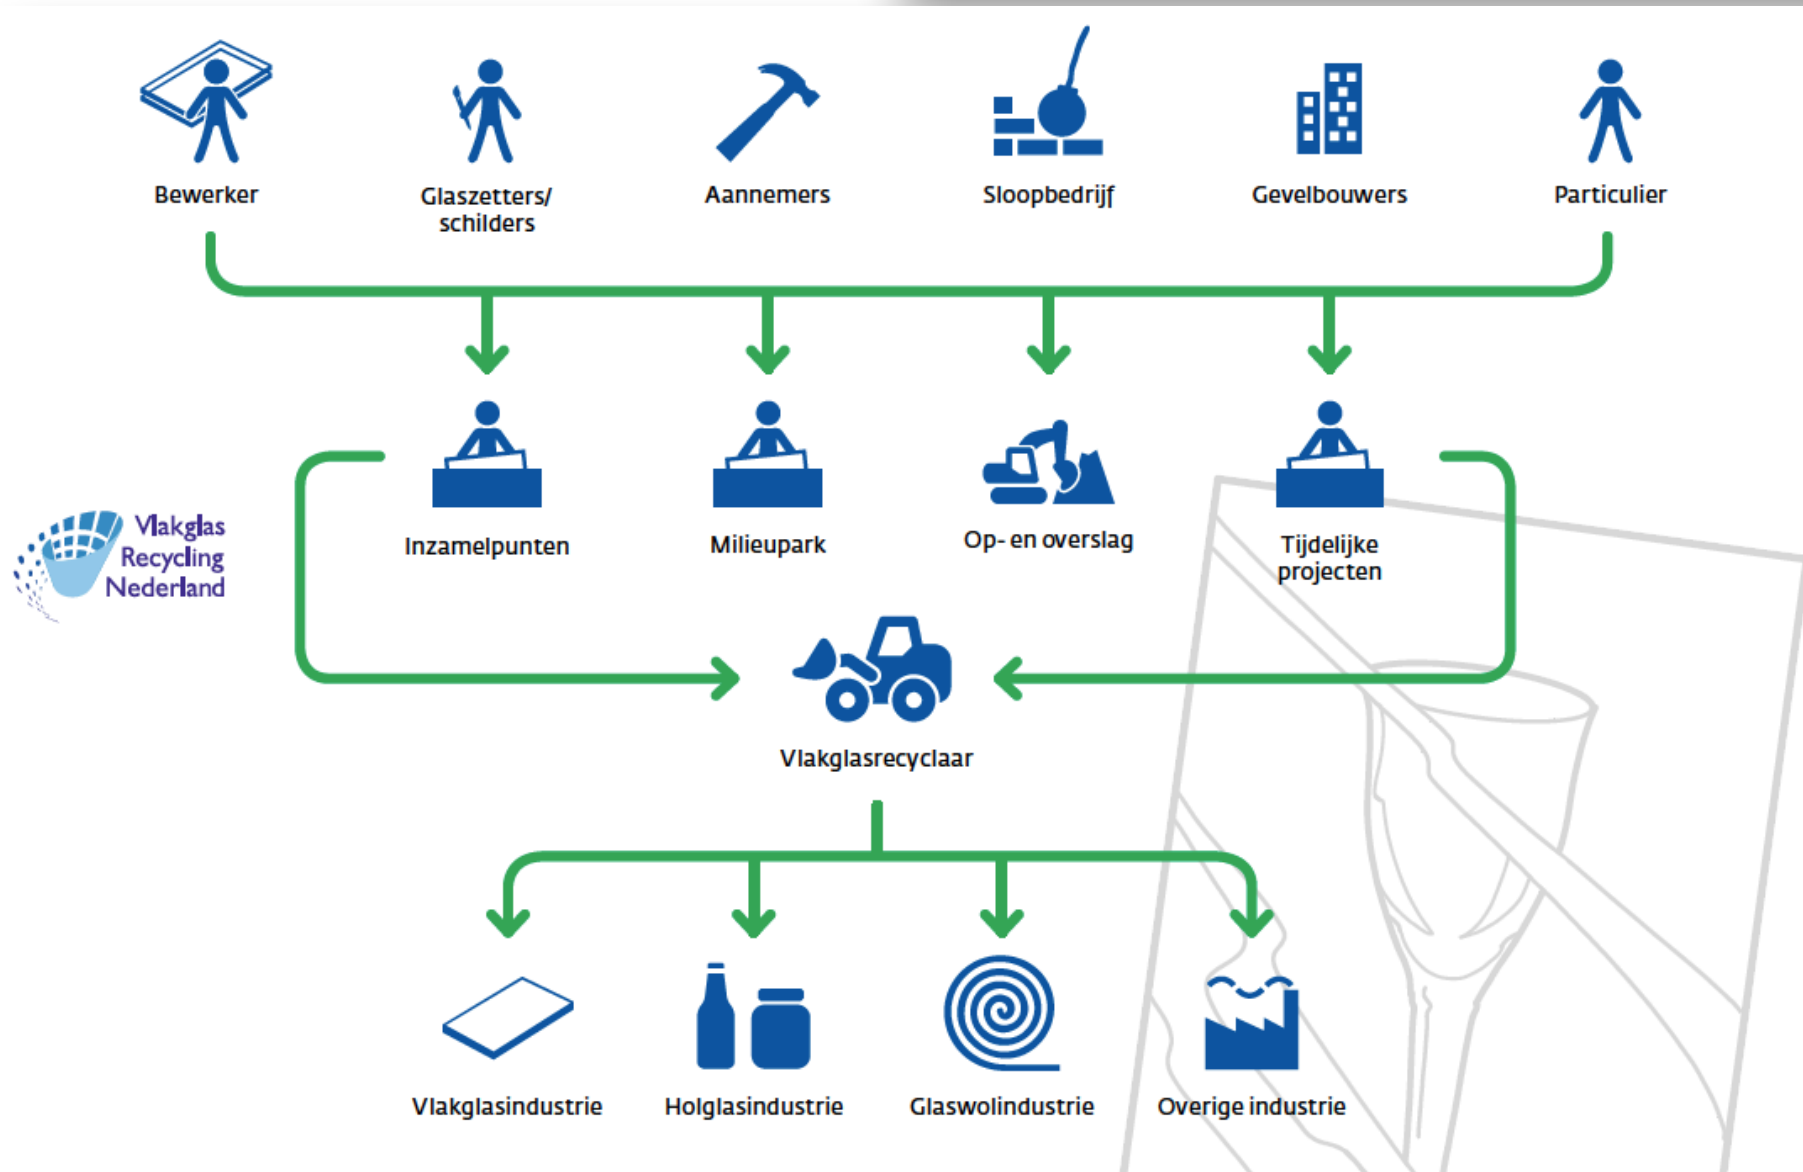 Bewerker
Glaszetters/
schilders
Aannemers
Sloopbedrijf
Gevelbouwers
Particulier
Inzamelpunten
Milieupark
Op- en overslag
Tijdelijke
projecten
Vlakglas
Recycling
Nederland
Vlakglasrecyclaar
Vlakglasindustrie
Holglasindustrie
Glaswolindustrie
Overige industrie